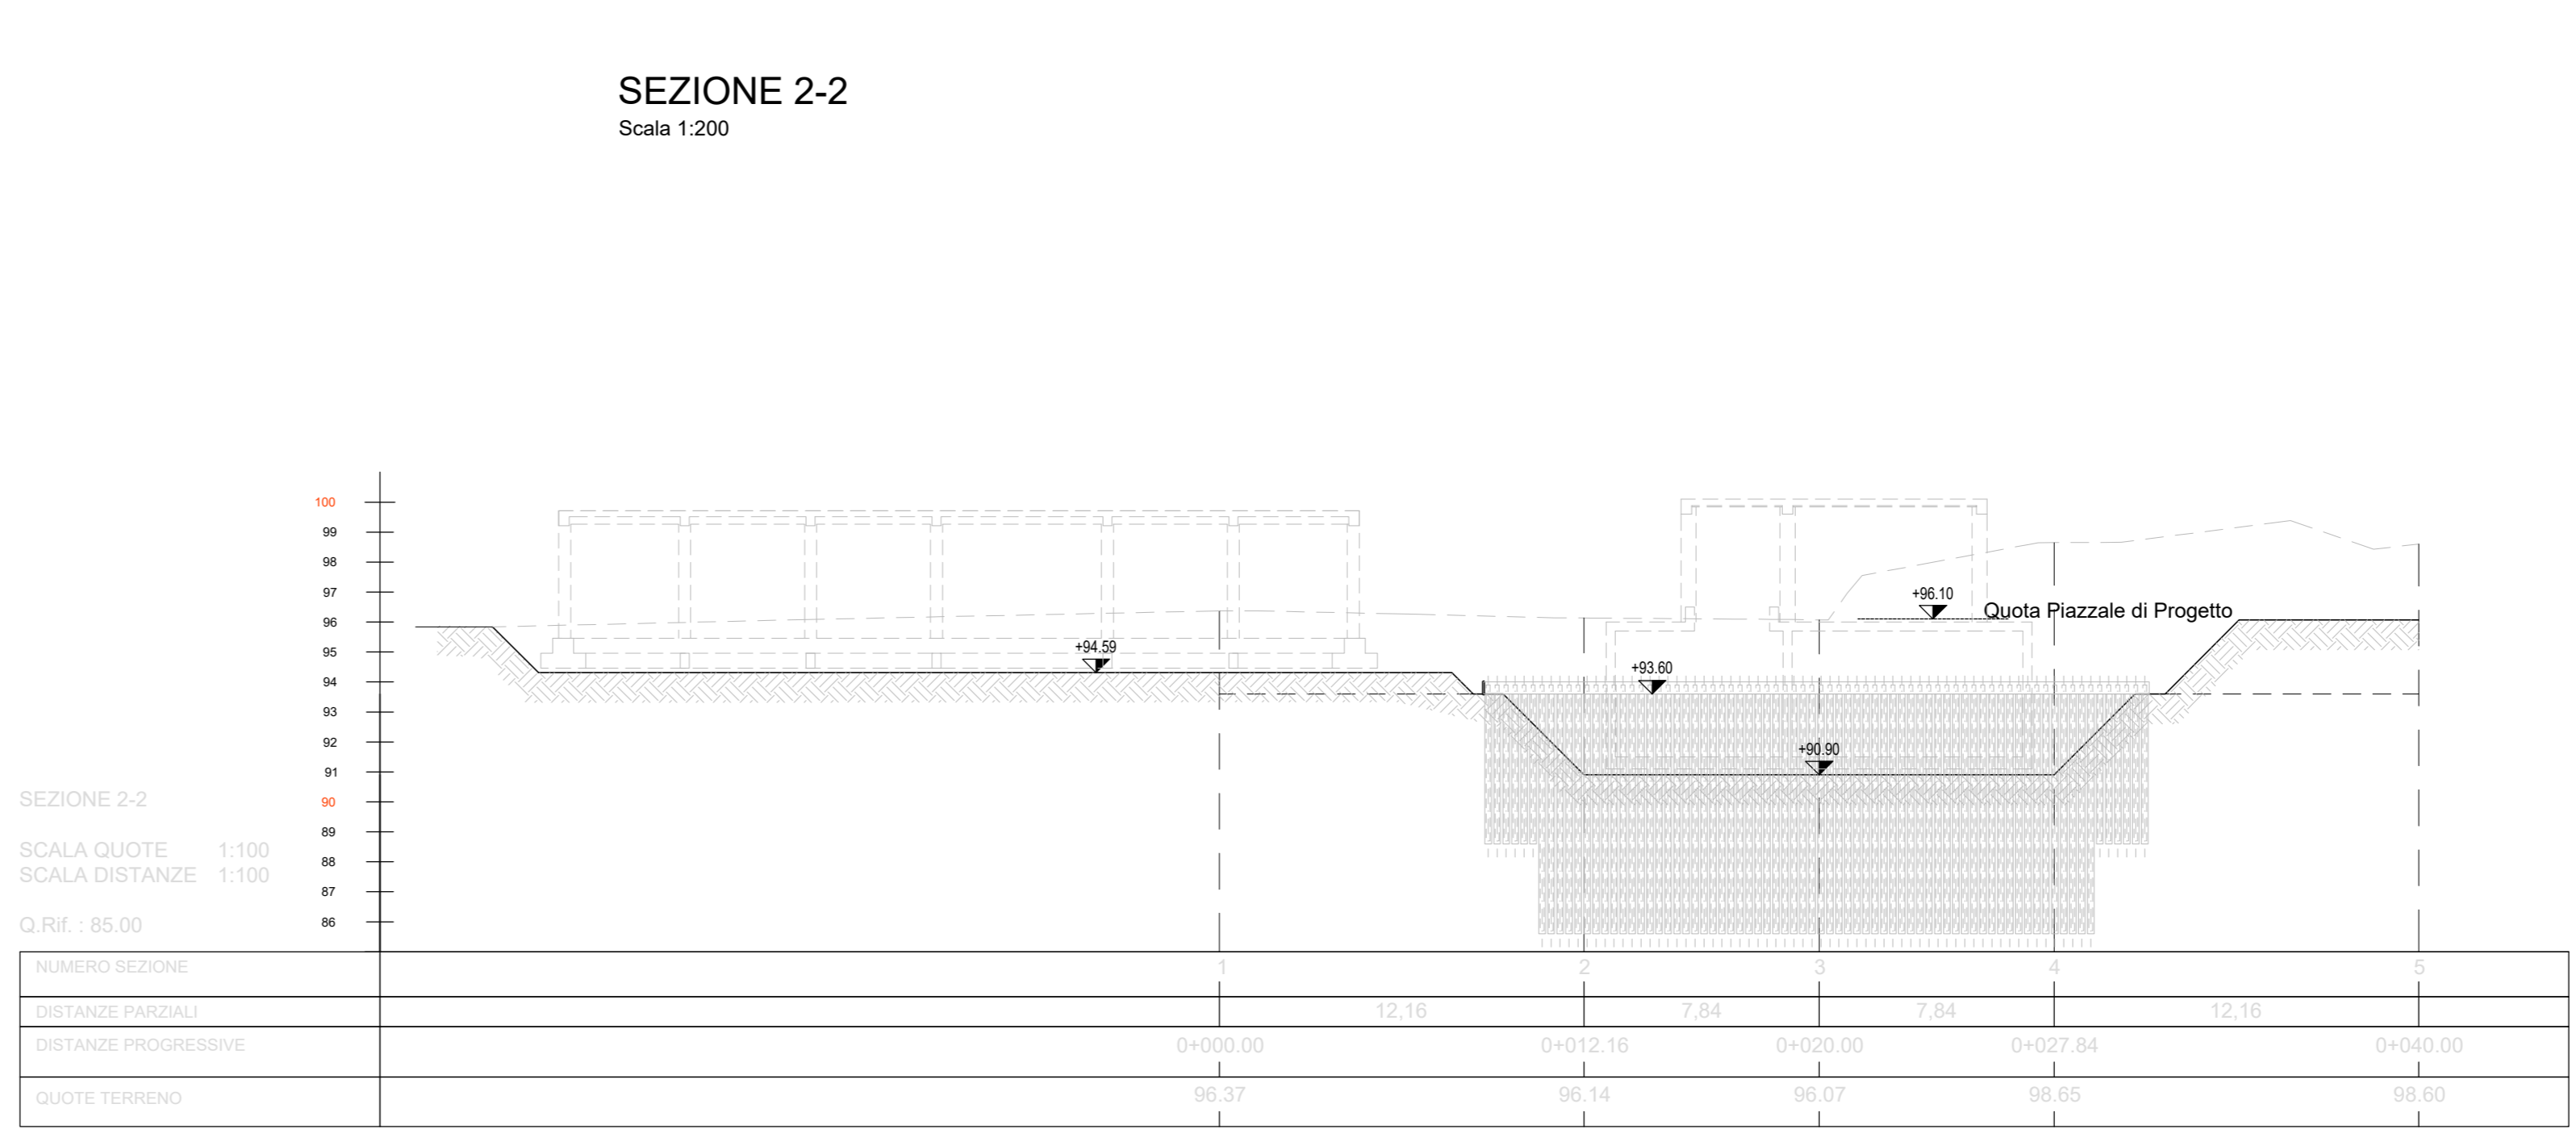 SEZIONE 2-2
Scala 1:200
100
99
98
97
96
95
94
93
92
91
90
89
88
87
86
+94.59
+93.60
+90.90
+96.10
Quota Piazzale di Progetto
SEZIONE 2-2
SCALA QUOTE 1:100
SCALA DISTANZE 1:100
Q.Rif. : 85.00
NUMERO SEZIONE 1 2 3 4 5
DISTANZE PARZIALI 12,16 7,84 7,84 12,16
DISTANZE PROGRESSIVE 0+000.00 0+012.16 0+020.00 0+027.84 0+040.00
QUOTE TERRENO 96.37 96.14 96.07 98.65 98.60